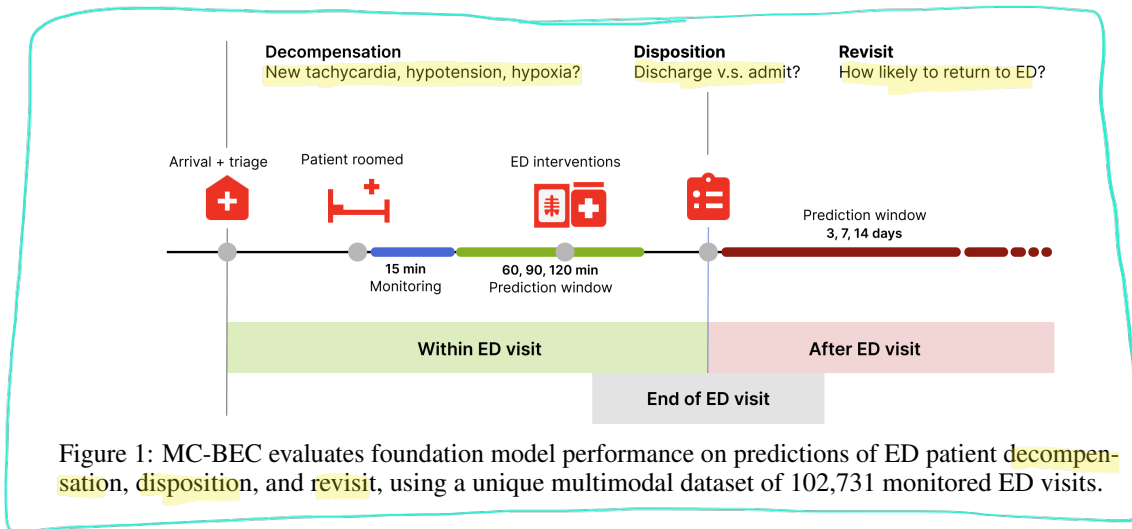 Decompensation
New tachycardia, hypotension, hypoxia?
Disposition
Discharge v.s. admit?
Revisit
How likely to return to ED?
Arrival + triage
Patient roomed
ED interventions
15 min
Monitoring
60, 90, 120 min
Prediction window
Prediction window
3, 7, 14 days
Within ED visit
After ED visit
End of ED visit
Figure 1: MC-BEC evaluates foundation model performance on predictions of ED patient decompen-
sation, disposition, and revisit, using a unique multimodal dataset of 102,731 monitored ED visits.